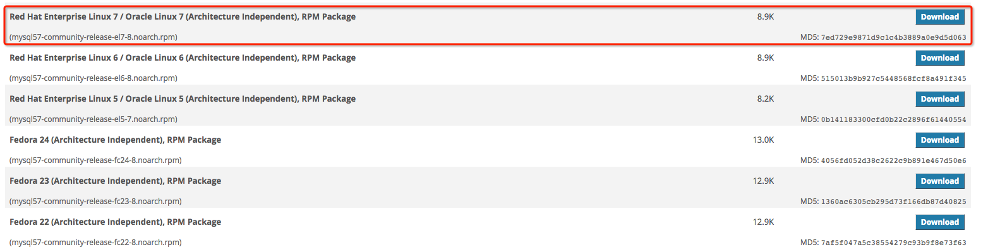 Red Hat Enterprise Linux 7 / Oracle Linux 7 (Architecture Independent), RPM Package 8.9K Download
(mysql57-community-release-el7-8.noarch.rpm) MD5: 7ed729e9871d9c1c4b3889a0e9d5d063
Red Hat Enterprise Linux 6 / Oracle Linux 6 (Architecture Independent), RPM Package 8.9K Download
(mysql57-community-release-el6-8.noarch.rpm) MD5: 515013b9b927c5448568fcf8a491f345
Red Hat Enterprise Linux 5 / Oracle Linux 5 (Architecture Independent), RPM Package 8.2K Download
(mysql57-community-release-el5-7.noarch.rpm) MD5: 0b141183300cfd0b22c2896f61440554
Fedora 24 (Architecture Independent), RPM Package 13.0K Download
(mysql57-community-release-fc24-8.noarch.rpm) MD5: 4056fd052d38c2622c9b891e467d50e6
Fedora 23 (Architecture Independent), RPM Package 12.9K Download
(mysql57-community-release-fc23-8.noarch.rpm) MD5: 1360ac6305cb295d73f166db87d40825
Fedora 22 (Architecture Independent), RPM Package 12.9K Download
(mysql57-community-release-fc22-8.noarch.rpm) MD5: 7af5f047a5c38554279c93b9f8e73f63